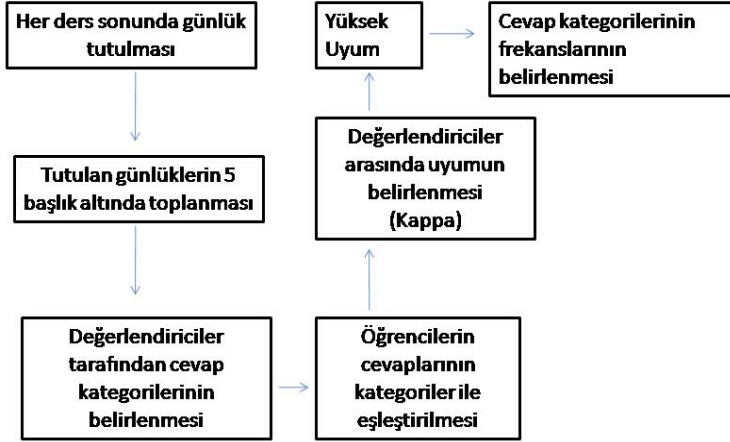 Her ders sonunda günlük
tutulması
Tutulan günlüklerin 5
başlık altında toplanması
Değerlendiriciler
tarafından cevap
kategorilerinin
belirlenmesi
Öğrencilerin
cevaplarının
kategoriler ile
eşleştirilmesi
Değerlendiriciler
arasında uyumun
belirlenmesi
(Kappa)
Yüksek
Uyum
Cevap kategorilerinin
frekanslarının
belirlenmesi